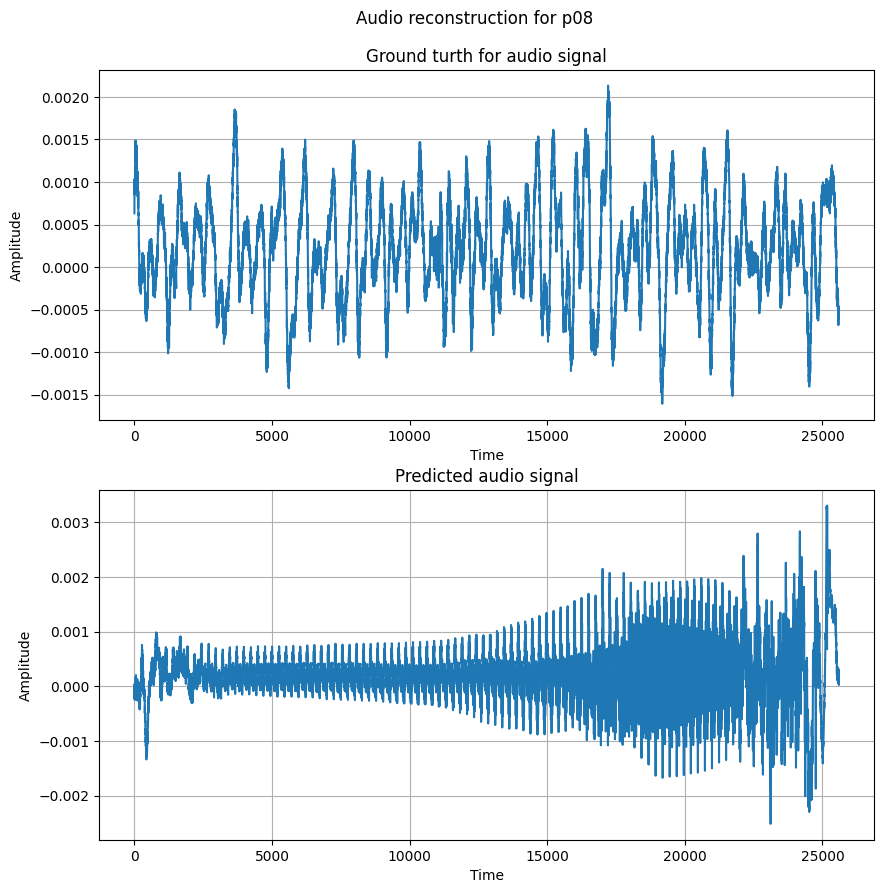 Audio reconstruction for p08
Ground turth for audio signal
0.0020
0.0015
0.0010
0.0005
0.0000
−0.0005
−0.0010
−0.0015
Amplitude
0 5000 10000 15000 20000 25000
Time
Predicted audio signal
0.003
0.002
0.001
0.000
−0.001
−0.002
Amplitude
0 5000 10000 15000 20000 25000
Time